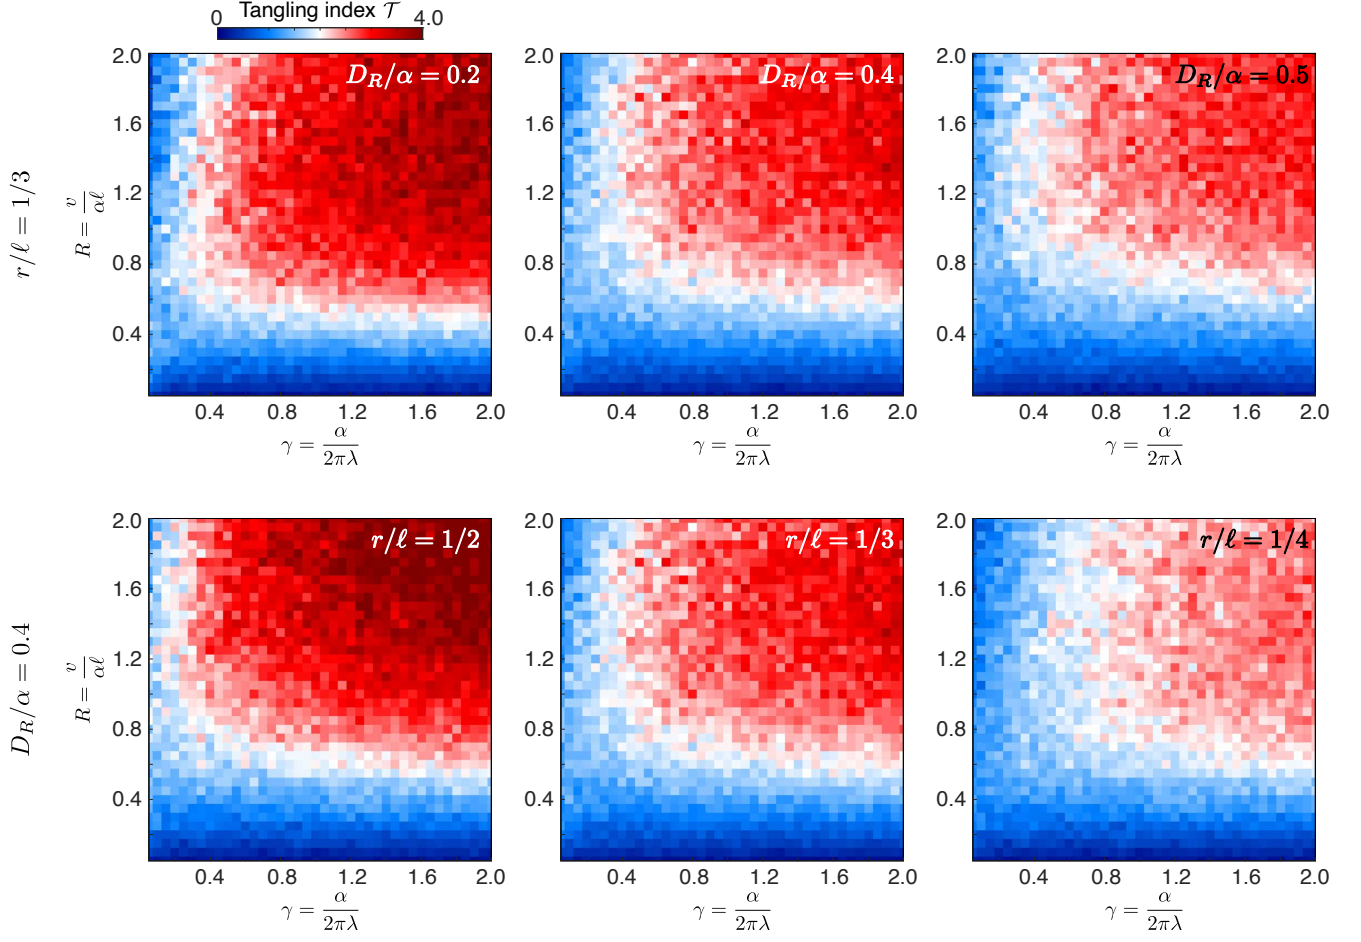 Tangling index 𝒯
0 4.0
r/ℓ = 1/3
R = v/αℓ
2.0
1.6
1.2
0.8
0.4
D_R/α = 0.2
0.4 0.8 1.2 1.6 2.0
γ = α/2πλ
2.0
1.6
1.2
0.8
0.4
D_R/α = 0.4
0.4 0.8 1.2 1.6 2.0
γ = α/2πλ
2.0
1.6
1.2
0.8
0.4
D_R/α = 0.5
0.4 0.8 1.2 1.6 2.0
γ = α/2πλ
D_R/α = 0.4
R = v/αℓ
2.0
1.6
1.2
0.8
0.4
r/ℓ = 1/2
0.4 0.8 1.2 1.6 2.0
γ = α/2πλ
2.0
1.6
1.2
0.8
0.4
r/ℓ = 1/3
0.4 0.8 1.2 1.6 2.0
γ = α/2πλ
2.0
1.6
1.2
0.8
0.4
r/ℓ = 1/4
0.4 0.8 1.2 1.6 2.0
γ = α/2πλ